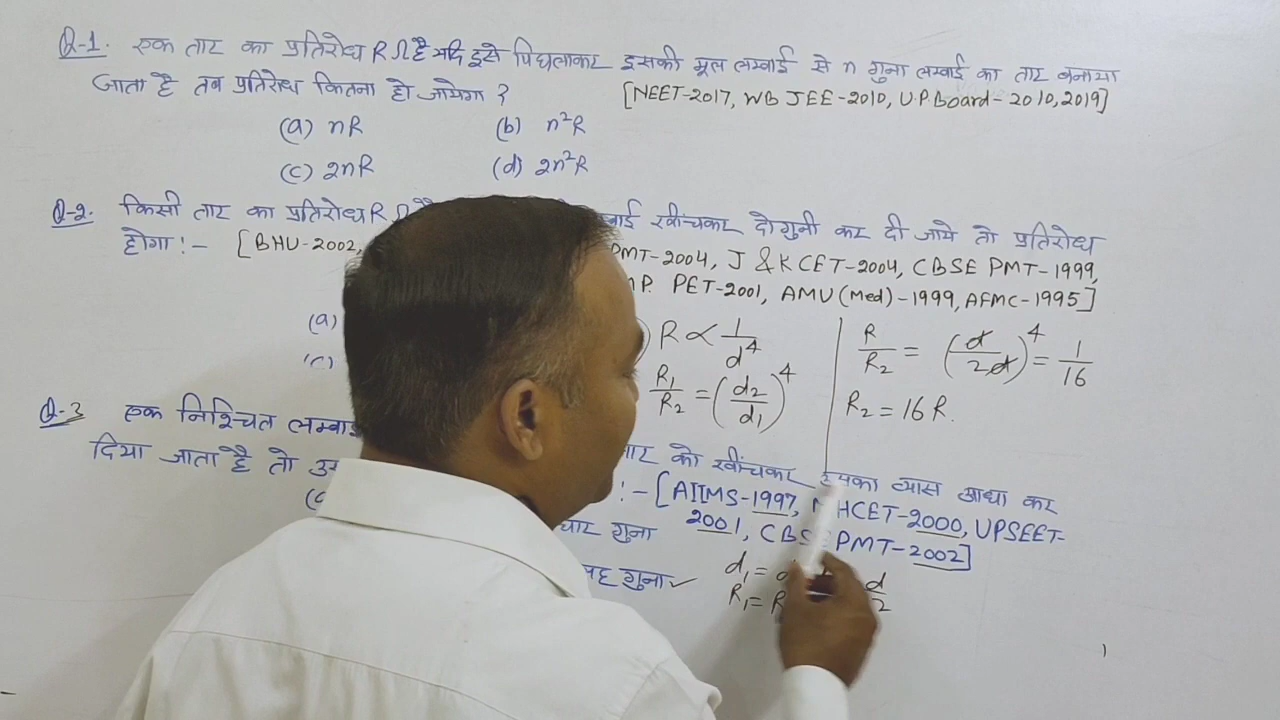 Q-1. एक तार का प्रतिरोध R Ω है यदि इसे पिघलाकर इसकी मूल लम्बाई से n गुना लम्बाई का तार बनाया
जाता है तब प्रतिरोध कितना हो जायेगा ? [NEET-2017, WB JEE-2010, U.P.Board-2010,2019]
(a) nR (b) n²R
(c) 2nR (d) 2n²R
Q-2. किसी तार का प्रतिरोध R Ω खींचकर दोगुनी कर दी जाये तो प्रतिरोध
होगा :- [BHU-2002, PMT-2004, J & K CET-2004, CBSE PMT-1999,
PET-2001, AMU (Med)-1999, AFMC-1995]
(a)
R ∝ 1/d⁴
R₁/R₂ = (d₂/d₁)⁴
R/R₂ = (d/2d)⁴ = 1/16
R₂ = 16 R.
Q-3 एक निश्चित लम्बाई को खींचकर इसका व्यास आधा कर
दिया जाता है तो :- [AIIMS-1997, MHCET-2000, UPSEET-
2001, CBSE PMT-2002]
चार गुना
गुना ✓
d₁ = d
R₁ = R